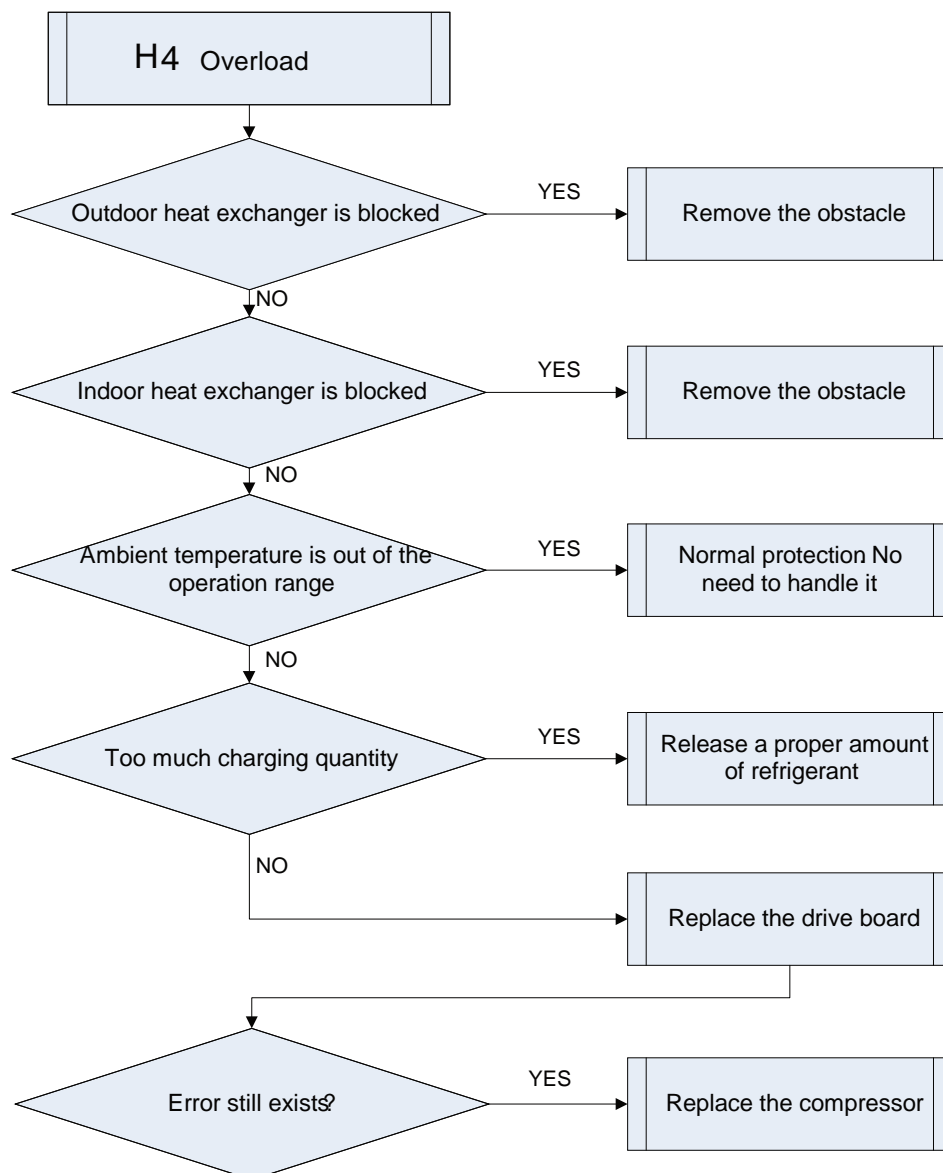 H4 Overload
Outdoor heat exchanger is blocked
YES
Remove the obstacle
NO
Indoor heat exchanger is blocked
YES
Remove the obstacle
NO
Ambient temperature is out of the
operation range
YES
Normal protection. No
need to handle it
NO
Too much charging quantity
YES
Release a proper amount
of refrigerant
NO
Replace the drive board
Error still exists?
YES
Replace the compressor